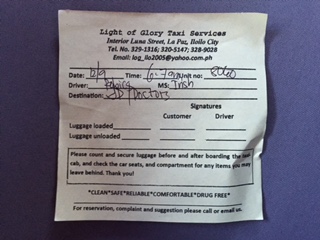 Light of Glory Taxi Services
Interior Luna Street, La Paz, Iloilo City
Tel. No. 329-1316; 320-5147; 328-9028
Email: log_ilo2005@yahoo.com.ph
Date: 12/9 Time: Unit no:
Driver: MS: Trish
Destination: Doctors
Signatures
Customer Driver
Luggage loaded
Luggage unloaded
Please count and secure luggage before and after boarding the
cab, and check the car seats, and compartment for any items you may
leave behind. Thank you!
*CLEAN*SAFE*RELIABLE*COMFORTABLE*DRUG FREE*
For reservation, complaint and suggestion please call or email us.